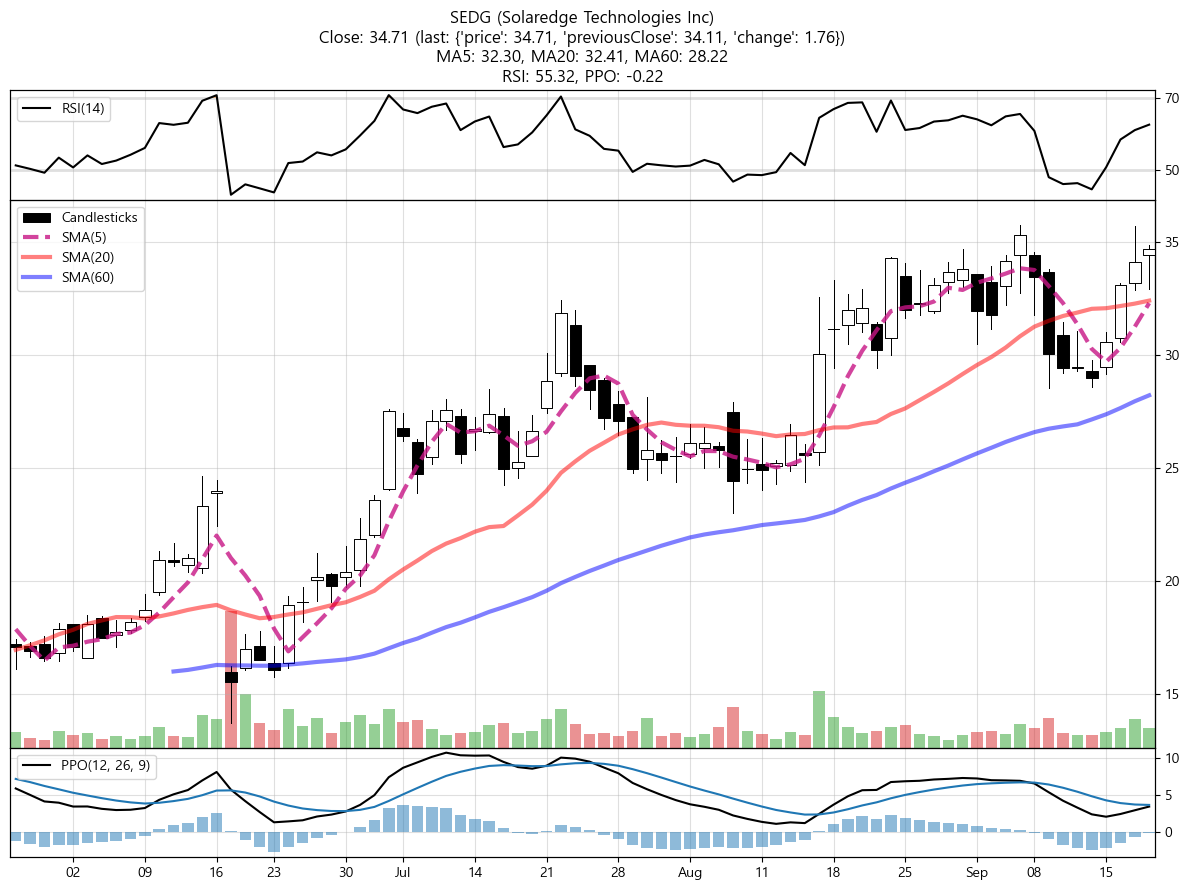 SEDG (Solaredge Technologies Inc)
Close: 34.71 (last: {'price': 34.71, 'previousClose': 34.11, 'change': 1.76})
MA5: 32.30, MA20: 32.41, MA60: 28.22
RSI: 55.32, PPO: -0.22
RSI(14)
70
50
Candlesticks
SMA(5)
SMA(20)
SMA(60)
35
30
25
20
15
PPO(12, 26, 9)
10
5
0
02 09 16 23 30 Jul 14 21 28 Aug 11 18 25 Sep 08 15